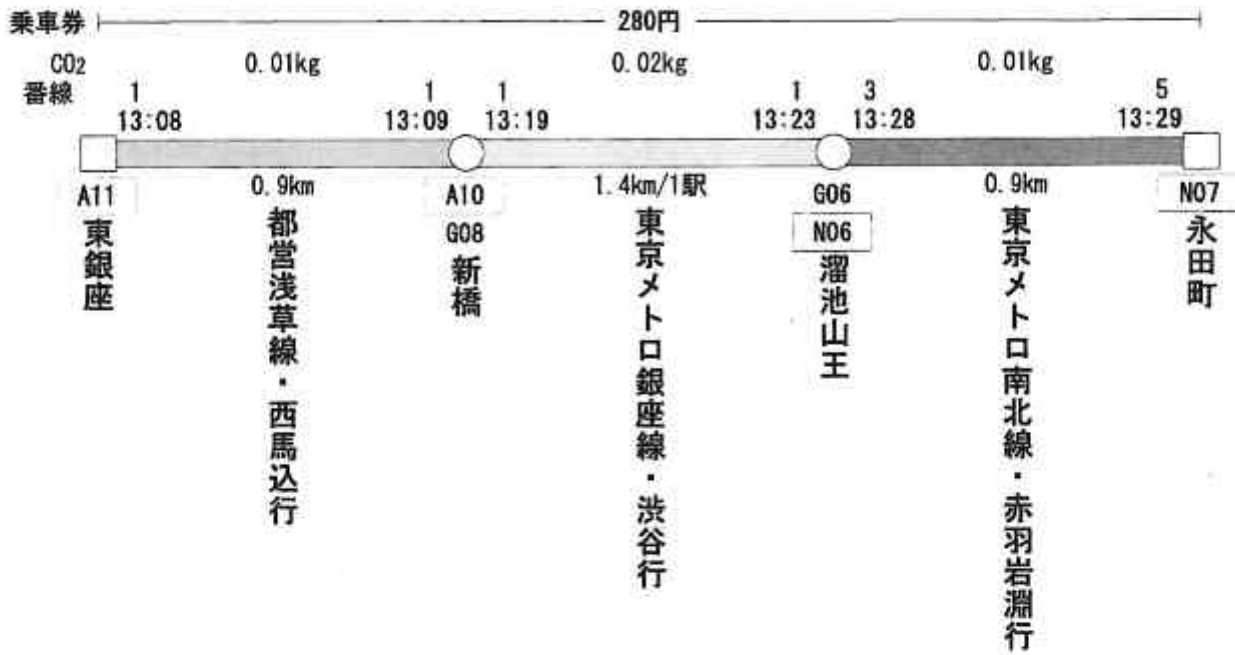 乗車券 280円
CO2 0.01kg 0.02kg 0.01kg
番線 1 1 1 1 3 5
13:08 13:09 13:19 13:23 13:28 13:29
A11 0.9km A10 1.4km/1駅 G06 0.9km N07
G08 N06
東銀座
都営浅草線・西馬込行
新橋
東京メトロ銀座線・渋谷行
溜池山王
東京メトロ南北線・赤羽岩淵行
永田町